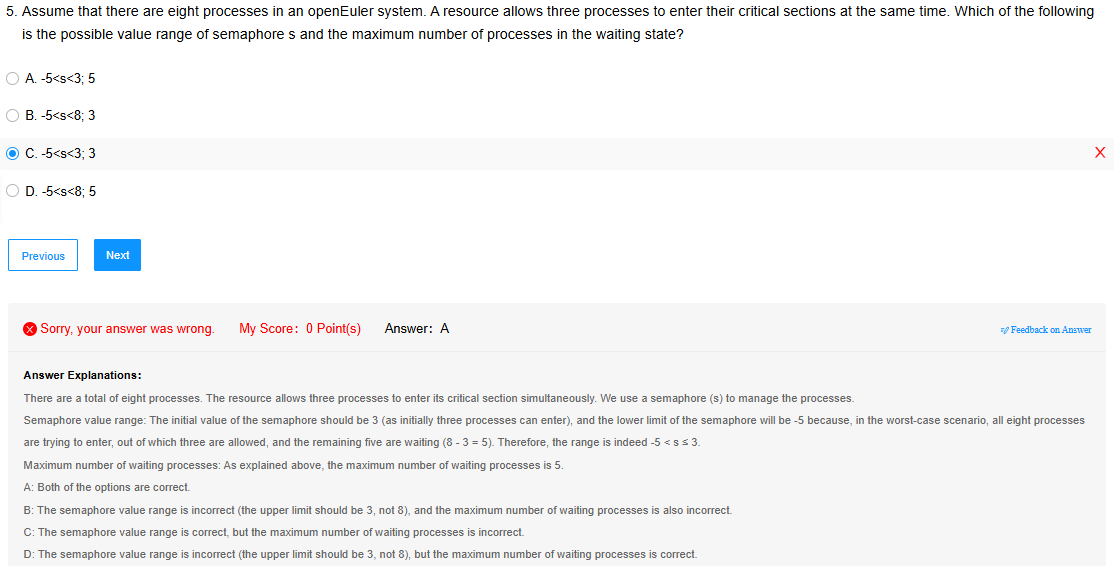 5. Assume that there are eight processes in an openEuler system. A resource allows three processes to enter their critical sections at the same time. Which of the following
is the possible value range of semaphore s and the maximum number of processes in the waiting state?
A. -5<s<3; 5
B. -5<s<8; 3
C. -5<s<3; 3
X
D. -5<s<8; 5
Previous
Next
Sorry, your answer was wrong. My Score: 0 Point(s) Answer: A
Feedback on Answer
Answer Explanations:
There are a total of eight processes. The resource allows three processes to enter its critical section simultaneously. We use a semaphore (s) to manage the processes.
Semaphore value range: The initial value of the semaphore should be 3 (as initially three processes can enter), and the lower limit of the semaphore will be -5 because, in the worst-case scenario, all eight processes
are trying to enter, out of which three are allowed, and the remaining five are waiting (8 - 3 = 5). Therefore, the range is indeed -5 < s ≤ 3.
Maximum number of waiting processes: As explained above, the maximum number of waiting processes is 5.
A: Both of the options are correct.
B: The semaphore value range is incorrect (the upper limit should be 3, not 8), and the maximum number of waiting processes is also incorrect.
C: The semaphore value range is correct, but the maximum number of waiting processes is incorrect.
D: The semaphore value range is incorrect (the upper limit should be 3, not 8), but the maximum number of waiting processes is correct.